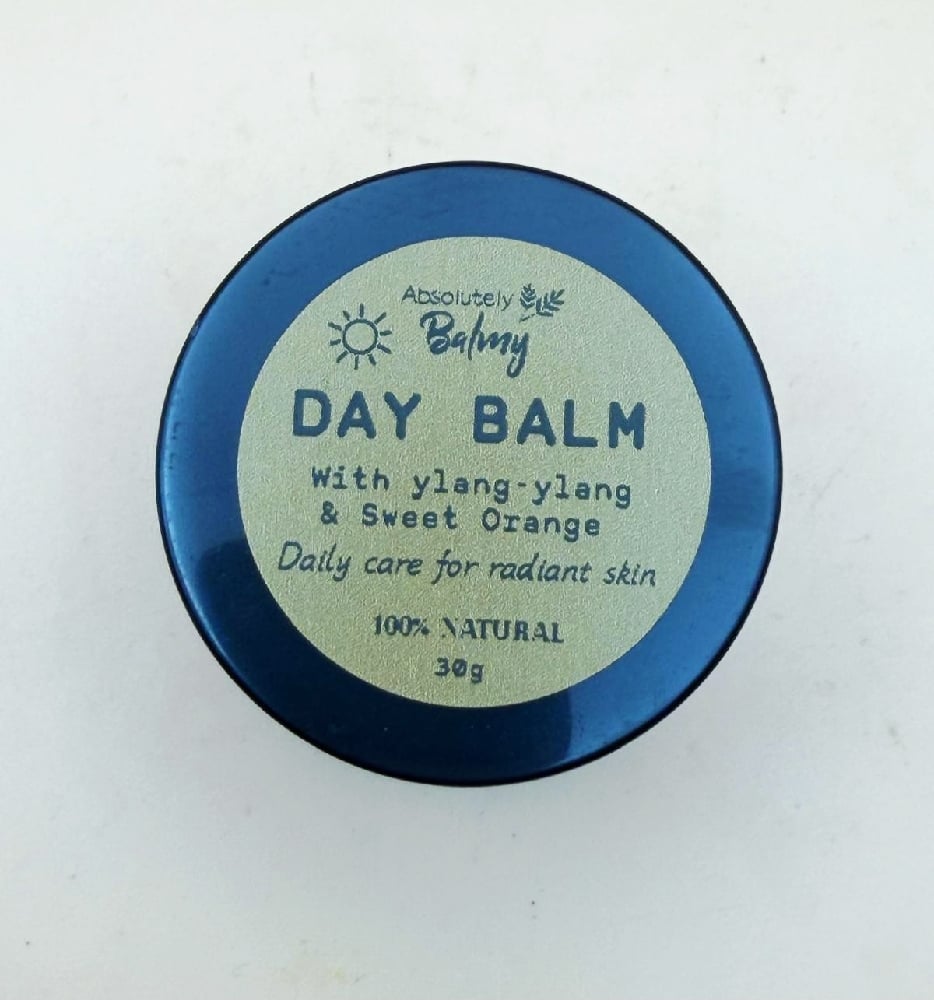 Absolutely
Balmy
DAY BALM
With ylang-ylang
& Sweet Orange
Daily care for radiant skin
100% NATURAL
30g